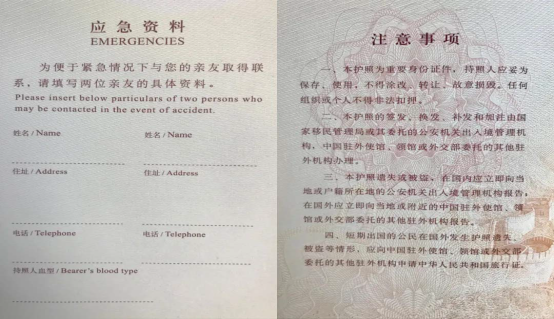 应急资料
EMERGENCIES
为便于紧急情况下与您的亲友取得联
系，请填写两位亲友的具体资料。
Please insert below particulars of two persons who
may be contacted in the event of accident.
姓名 / Name 姓名 / Name
住址 / Address 住址 / Address
电话 / Telephone 电话 / Telephone
持照人血型 / Bearer's blood type
注意事项
一、本护照为重要身份证件，持照人应妥为
保存、使用，不得涂改、转让、故意损毁。任何
组织或个人不得非法扣押。
二、本护照的签发、换发、补发和加注由国
家移民管理局或其委托的公安机关出入境管理机
构，中国驻外使馆、领馆或外交部委托的其他驻
外机构办理。
三、本护照遗失或被盗，在国内应立即向当
地或户籍所在地的公安机关出入境管理机构报告，
在国外应立即向当地或附近的中国驻外使馆、领
馆或外交部委托的其他驻外机构报告。
四、短期出国的公民在国外发生护照遗失、
被盗等情形，应向中国驻外使馆、领馆或外交部
委托的其他驻外机构申请中华人民共和国旅行证。